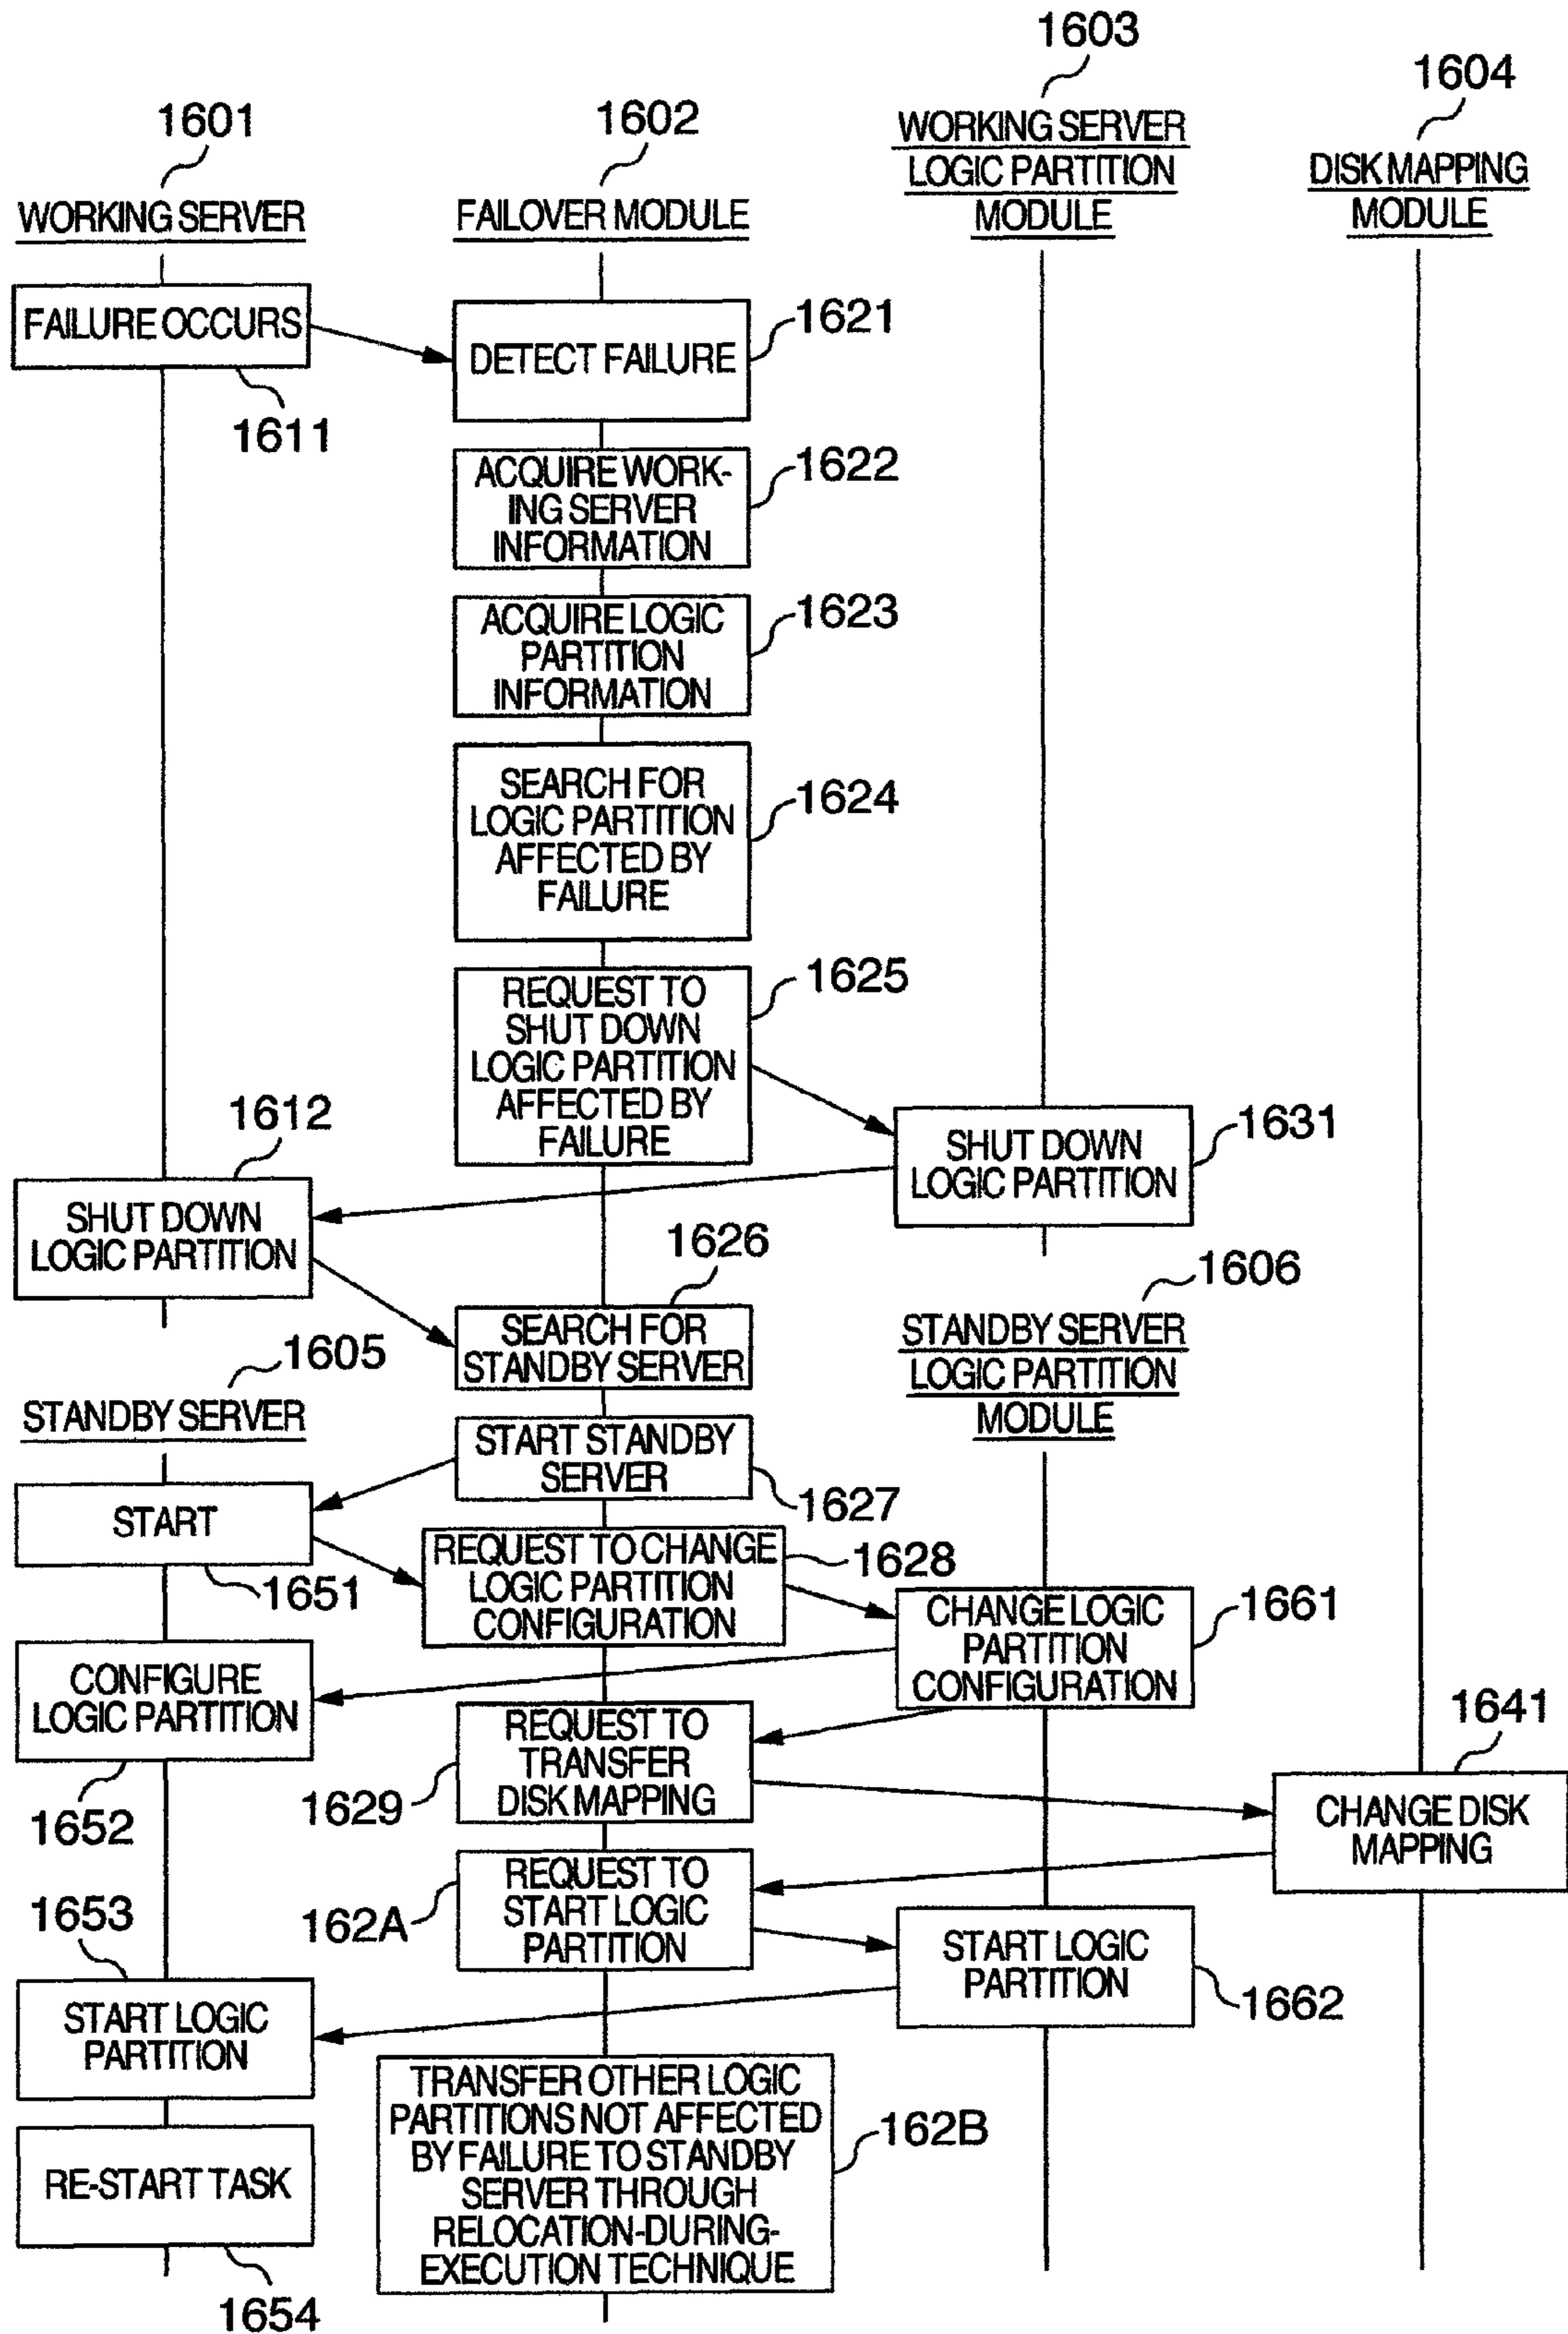 1603
1604
1601
1602
WORKING SERVER
LOGIC PARTITION
MODULE
DISK MAPPING
MODULE
WORKING SERVER
FAILOVER MODULE
FAILURE OCCURS
1611
DETECT FAILURE
1621
ACQUIRE WORK-
ING SERVER
INFORMATION
1622
ACQUIRE LOGIC
PARTITION
INFORMATION
1623
SEARCH FOR
LOGIC PARTITION
AFFECTED BY
FAILURE
1624
REQUEST TO
SHUT DOWN
LOGIC PARTITION
AFFECTED BY
FAILURE
1625
SHUT DOWN
LOGIC PARTITION
1631
1612
SHUT DOWN
LOGIC PARTITION
1626
SEARCH FOR
STANDBY SERVER
1606
STANDBY SERVER
LOGIC PARTITION
MODULE
1605
STANDBY SERVER
START STANDBY
SERVER
1627
START
1651
REQUEST TO CHANGE
LOGIC PARTITION
CONFIGURATION
1628
CHANGE LOGIC
PARTITION
CONFIGURATION
1661
CONFIGURE
LOGIC PARTITION
1652
REQUEST TO
TRANSFER
DISK MAPPING
1629
1641
CHANGE DISK
MAPPING
REQUEST TO
START LOGIC
PARTITION
162A
START LOGIC
PARTITION
1662
1653
START LOGIC
PARTITION
TRANSFER OTHER LOGIC
PARTITIONS NOT AFFECTED
BY FAILURE TO STANDBY
SERVER THROUGH
RELOCATION-DURING-
EXECUTION TECHNIQUE
162B
RE-START TASK
1654